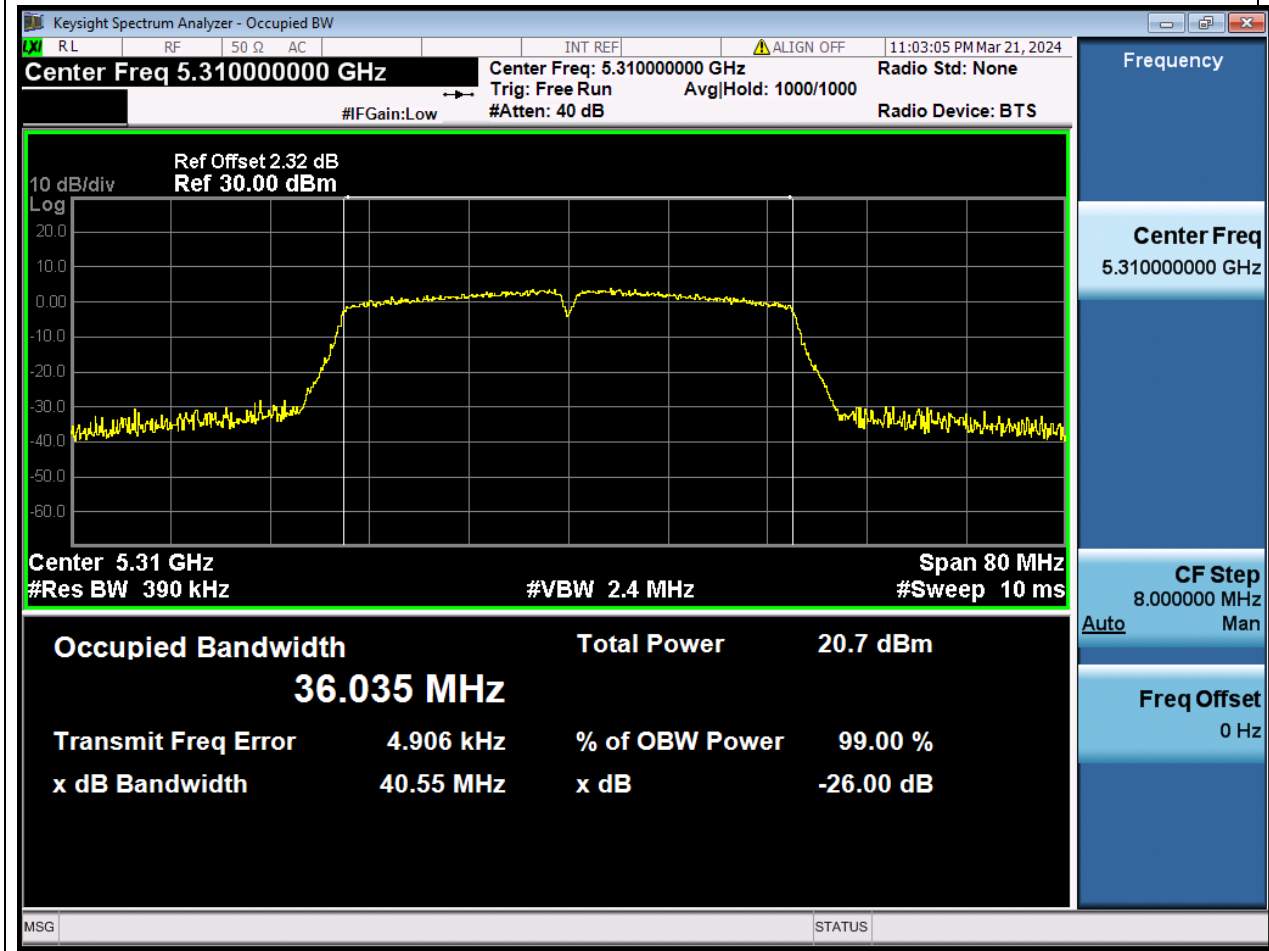 Keysight Spectrum Analyzer - Occupied BW
LXI RL RF 50 Ω AC INT REF ALIGN OFF 11:03:05 PM Mar 21, 2024
Center Freq 5.310000000 GHz
Center Freq: 5.310000000 GHz Radio Std: None
Trig: Free Run Avg|Hold: 1000/1000
#IFGain:Low #Atten: 40 dB Radio Device: BTS
Ref Offset 2.32 dB
10 dB/div Ref 30.00 dBm
Log
20.0
10.0
0.00
-10.0
-20.0
-30.0
-40.0
-50.0
-60.0
Center 5.31 GHz Span 80 MHz
#Res BW 390 kHz #VBW 2.4 MHz #Sweep 10 ms
Occupied Bandwidth Total Power 20.7 dBm
36.035 MHz
Transmit Freq Error 4.906 kHz % of OBW Power 99.00 %
x dB Bandwidth 40.55 MHz x dB -26.00 dB
Frequency
Center Freq
5.310000000 GHz
CF Step
8.000000 MHz
Auto Man
Freq Offset
0 Hz
MSG STATUS